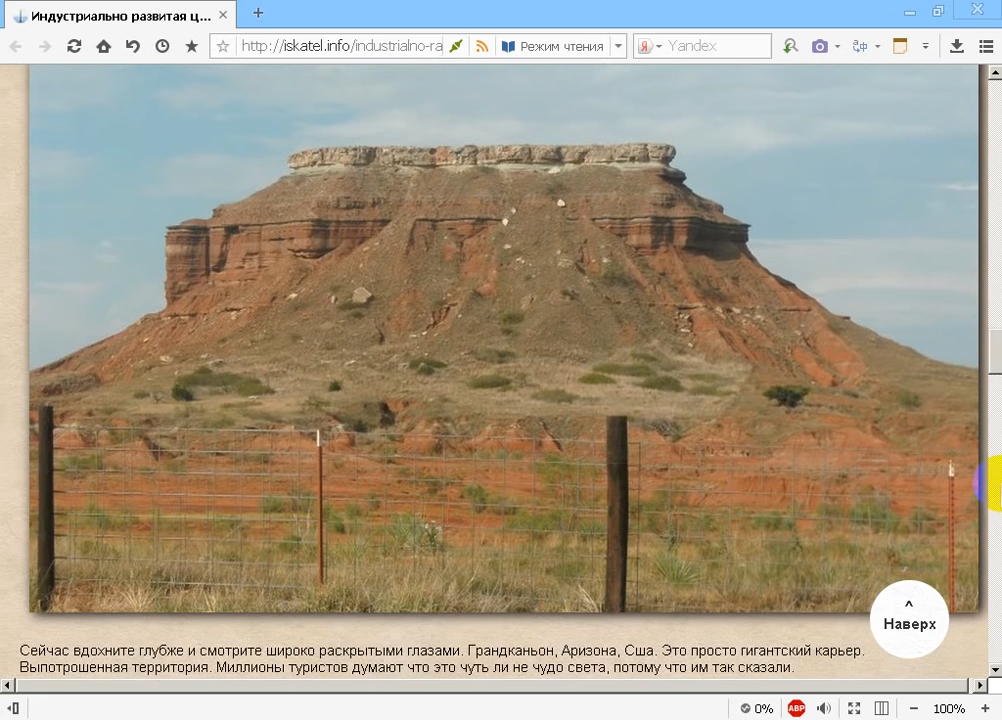 Индустриально развитая ц...
http://iskatel.info/industrialno-ra
Режим чтения
Я
Yandex
^
Наверх
Сейчас вдохните глубже и смотрите широко раскрытыми глазами. Грандканьон, Аризона, Сша. Это просто гигантский карьер.
Выпотрошенная территория. Миллионы туристов думают что это чуть ли не чудо света, потому что им так сказали.
0%
ABP
100%